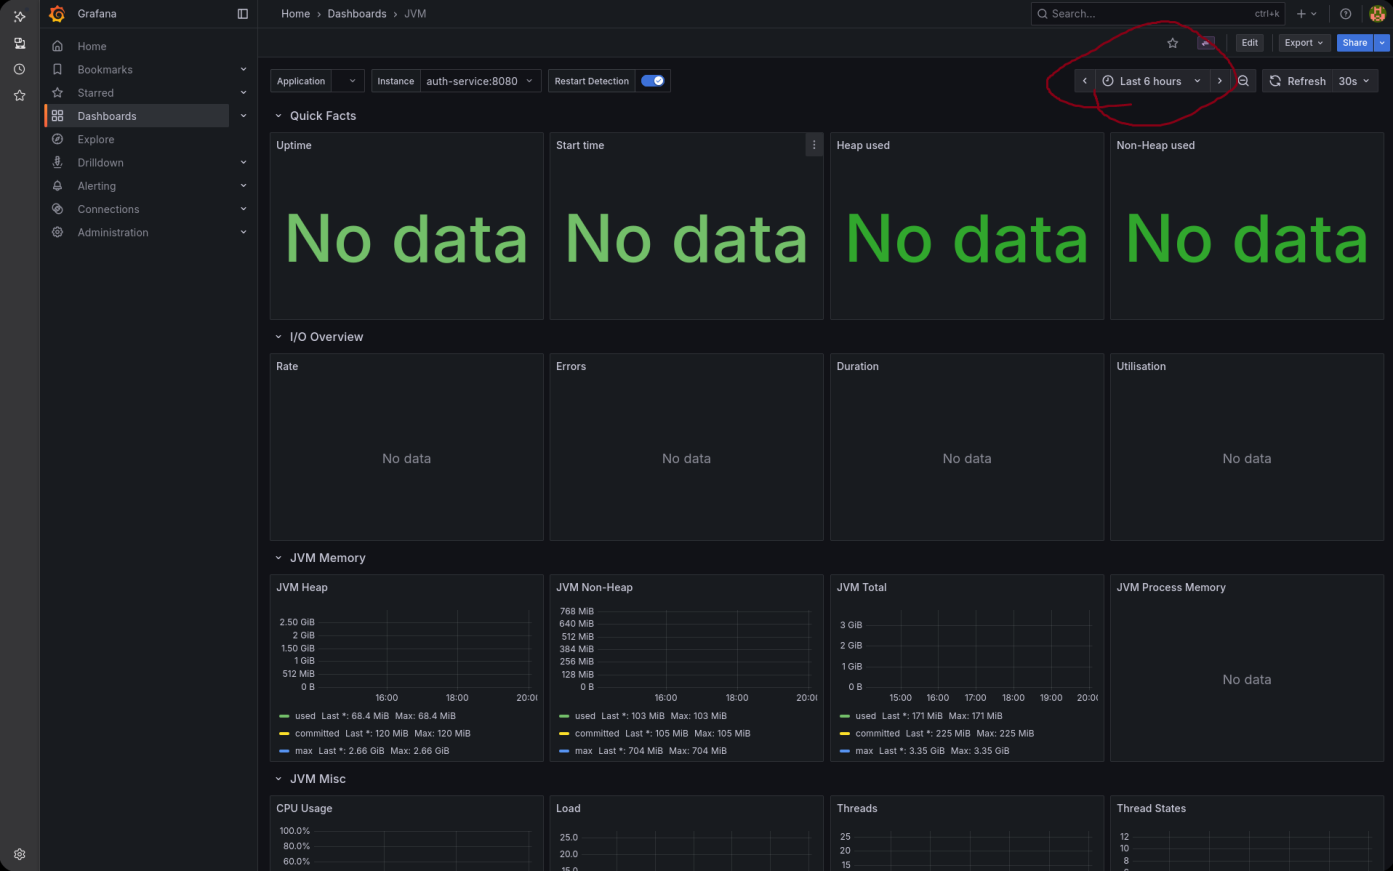 Grafana
Home › Dashboards › JVM
Search... ctrl+k
Edit Export Share
Home
Bookmarks
Starred
Dashboards
Explore
Drilldown
Alerting
Connections
Administration
Application Instance auth-service:8080 Restart Detection Last 6 hours Refresh 30s
Quick Facts
Uptime Start time Heap used Non-Heap used
No data No data No data No data
I/O Overview
Rate Errors Duration Utilisation
No data No data No data No data
JVM Memory
JVM Heap
2.50 GiB
2 GiB
1.50 GiB
1 GiB
512 MiB
0 B
16:00 18:00 20:00
used Last *: 68.4 MiB Max: 68.4 MiB
committed Last *: 120 MiB Max: 120 MiB
max Last *: 2.66 GiB Max: 2.66 GiB
JVM Non-Heap
768 MiB
640 MiB
512 MiB
384 MiB
256 MiB
128 MiB
0 B
16:00 18:00 20:00
used Last *: 103 MiB Max: 103 MiB
committed Last *: 105 MiB Max: 105 MiB
max Last *: 704 MiB Max: 704 MiB
JVM Total
3 GiB
2 GiB
1 GiB
0 B
15:00 16:00 17:00 18:00 19:00 20:00
used Last *: 171 MiB Max: 171 MiB
committed Last *: 225 MiB Max: 225 MiB
max Last *: 3.35 GiB Max: 3.35 GiB
JVM Process Memory
No data
JVM Misc
CPU Usage
100.0%
80.0%
60.0%
Load
25.0
20.0
15.0
Threads
25
20
15
Thread States
12
10
8